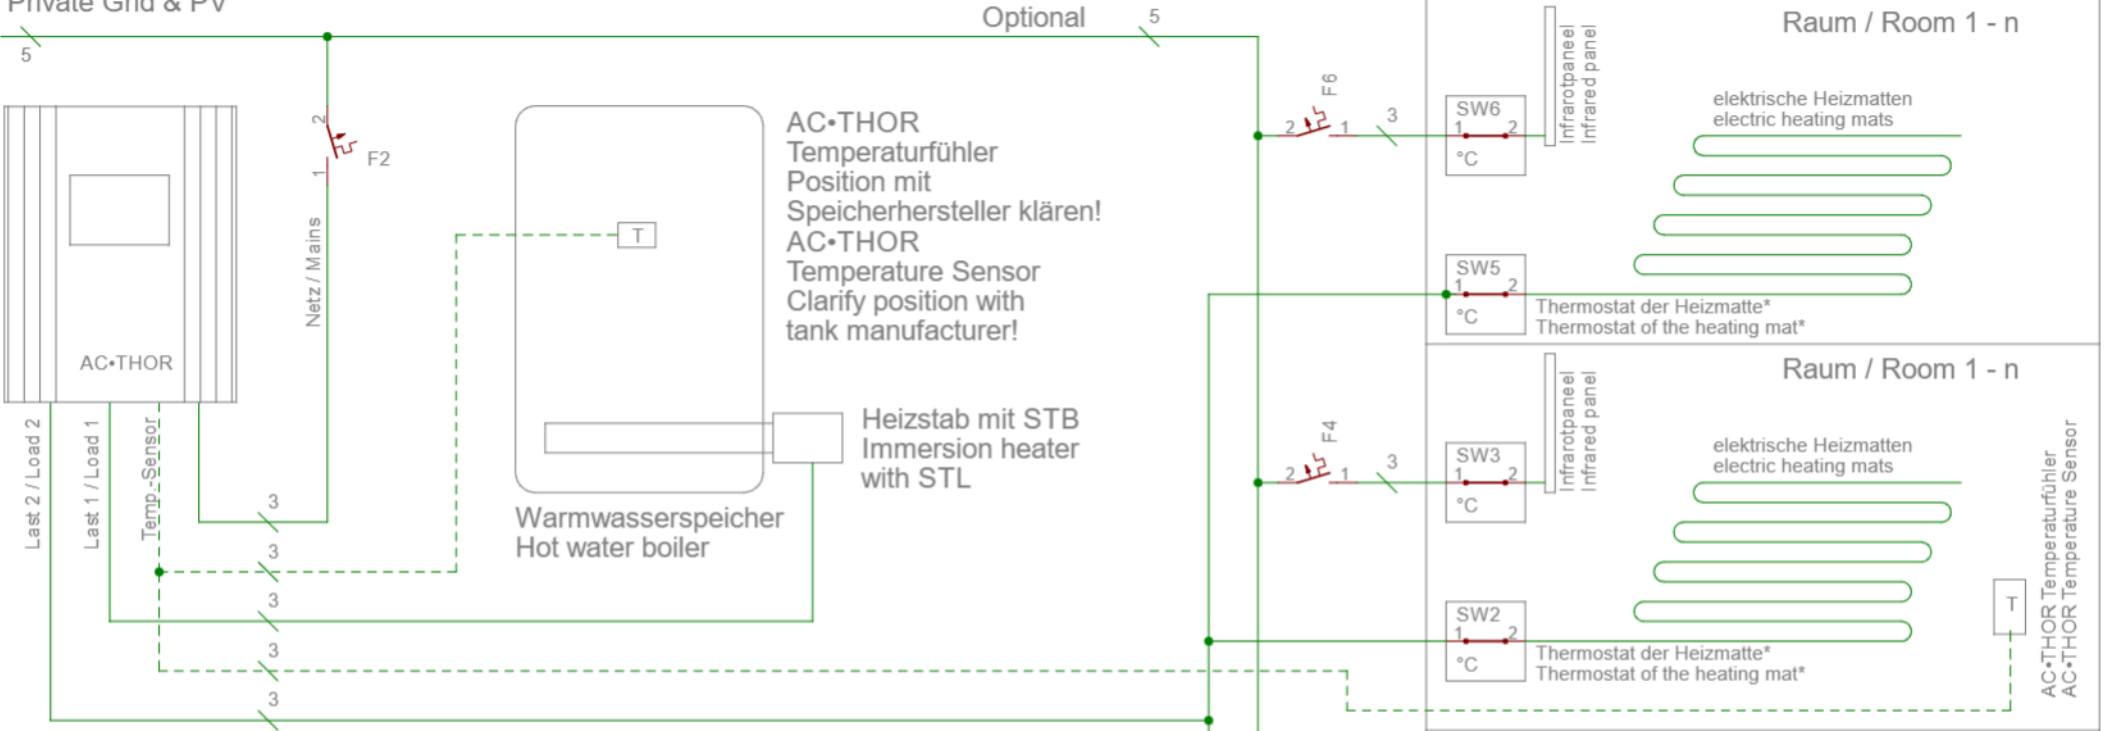 Private Grid & PV
5
Optional
5
2
1
F2
Netz / Mains
AC•THOR
Last 2 / Load 2
Last 1 / Load 1
Temp.-Sensor
3
3
3
3
3
T
AC•THOR
Temperaturfühler
Position mit
Speicherhersteller klären!
AC•THOR
Temperature Sensor
Clarify position with
tank manufacturer!
Heizstab mit STB
Immersion heater
with STL
Warmwasserspeicher
Hot water boiler
Raum / Room 1 - n
F6
2
1
3
SW6
1
2
°C
Infrarotpaneel
Infrared panel
elektrische Heizmatten
electric heating mats
SW5
1
2
°C
Thermostat der Heizmatte*
Thermostat of the heating mat*
Raum / Room 1 - n
F4
2
1
3
SW3
1
2
°C
Infrarotpaneel
Infrared panel
elektrische Heizmatten
electric heating mats
SW2
1
2
°C
Thermostat der Heizmatte*
Thermostat of the heating mat*
T
AC•THOR Temperaturfühler
AC•THOR Temperature Sensor